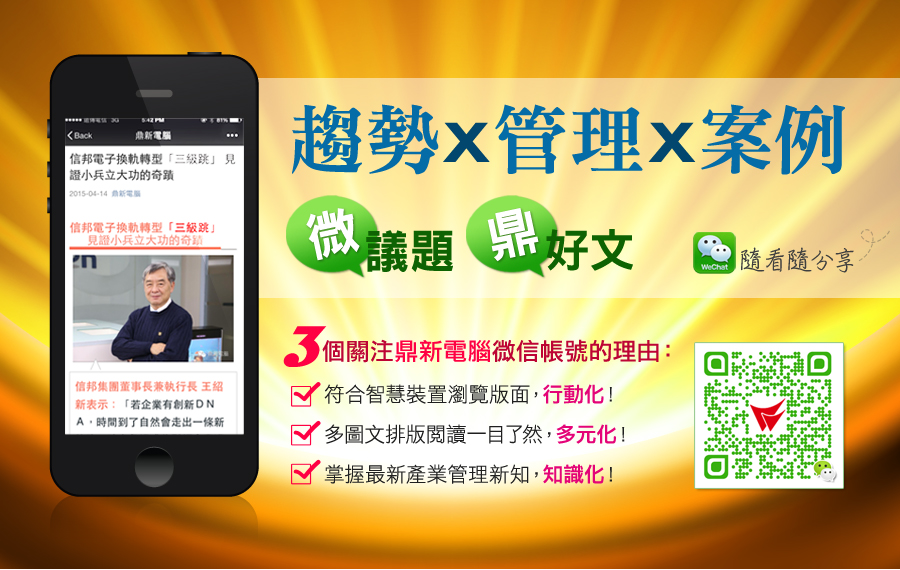 5:42 PM
81%
Back
鼎新電腦
信邦電子換軌轉型「三級跳」 見
證小兵立大功的奇蹟
2015-04-14 鼎新電腦
信邦電子換軌轉型「三級跳」
見證小兵立大功的奇蹟
信邦集團董事長兼執行長 王紹
新表示：「若企業有創新ＤＮ
Ａ，時間到了自然會走出一條新
趨勢x管理x案例
微議題 鼎好文
WeChat
隨看隨分享
3個關注鼎新電腦微信帳號的理由：
符合智慧裝置瀏覽版面，行動化！
多圖文排版閱讀一目了然，多元化！
掌握最新產業管理新知，知識化！